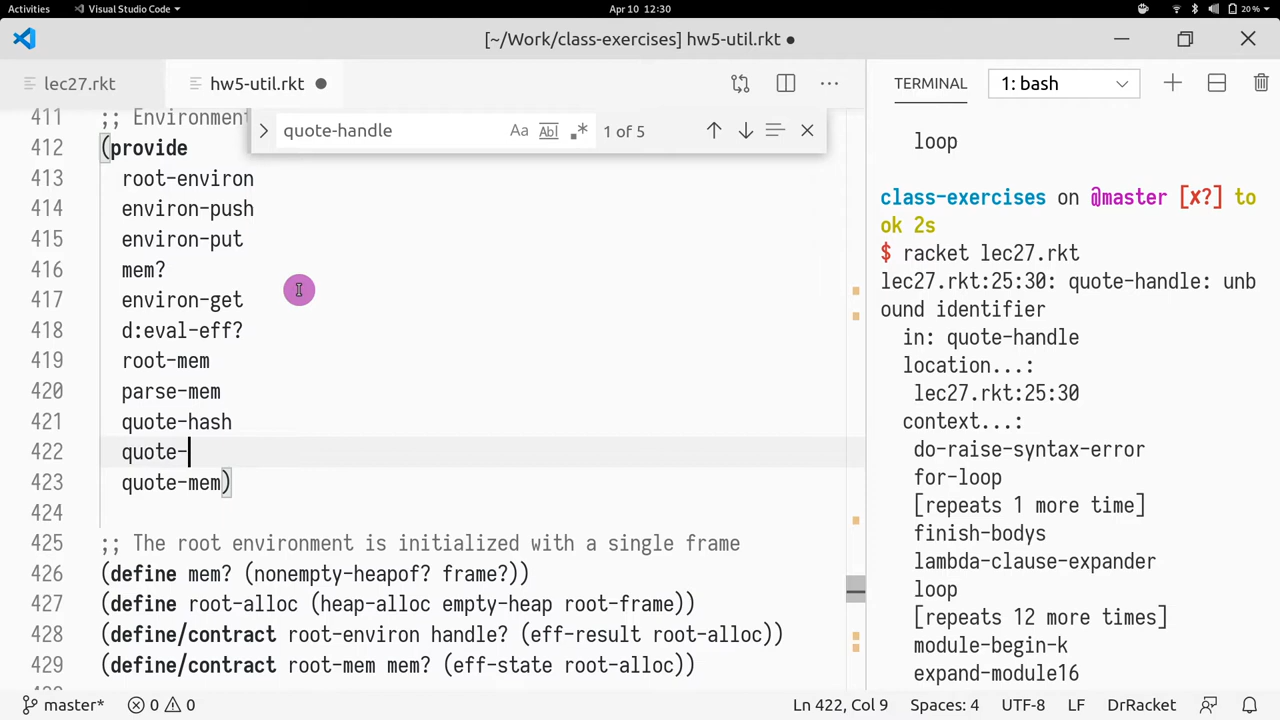 Activities
Visual Studio Code
Apr 10 12:30
20 %
[~/Work/class-exercises] hw5-util.rkt ●
lec27.rkt
hw5-util.rkt ●
TERMINAL
1: bash
quote-handle
Aa
Abl
1 of 5
411 ;; Environment
412 (provide
413 root-environ
414 environ-push
415 environ-put
416 mem?
417 environ-get
418 d:eval-eff?
419 root-mem
420 parse-mem
421 quote-hash
422 quote-
423 quote-mem)
424
425 ;; The root environment is initialized with a single frame
426 (define mem? (nonempty-heapof? frame?))
427 (define root-alloc (heap-alloc empty-heap root-frame))
428 (define/contract root-environ handle? (eff-result root-alloc))
429 (define/contract root-mem mem? (eff-state root-alloc))
loop
class-exercises on @master [✘?] to
ok 2s
$ racket lec27.rkt
lec27.rkt:25:30: quote-handle: unb
ound identifier
in: quote-handle
location...:
lec27.rkt:25:30
context...:
do-raise-syntax-error
for-loop
[repeats 1 more time]
finish-bodys
lambda-clause-expander
loop
[repeats 12 more times]
module-begin-k
expand-module16
master*
0
0
Ln 422, Col 9
Spaces: 4
UTF-8
LF
DrRacket